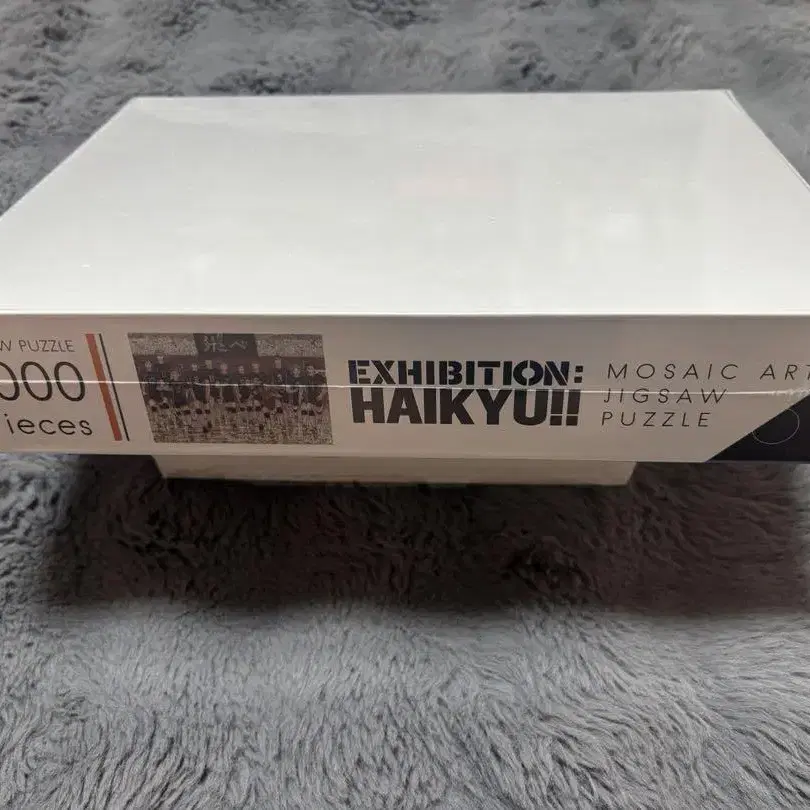 W PUZZLE
000
ieces
EXHIBITION:
HAIKYU!!
MOSAIC ART
JIGSAW
PUZZLE